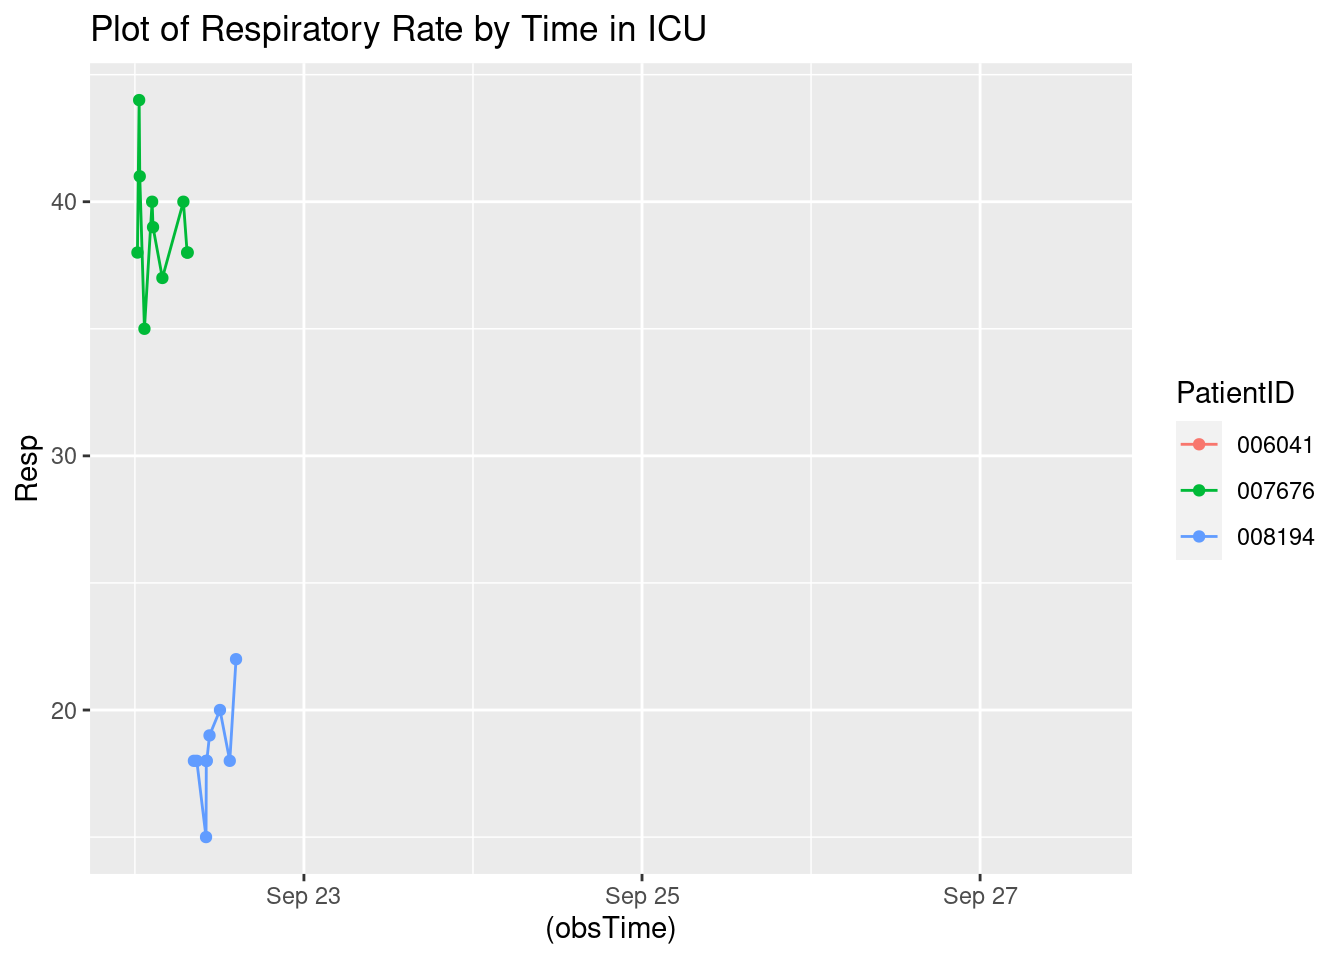 Plot of Respiratory Rate by Time in ICU
Resp
40
30
20
Sep 23
Sep 25
Sep 27
(obsTime)
PatientID
006041
007676
008194